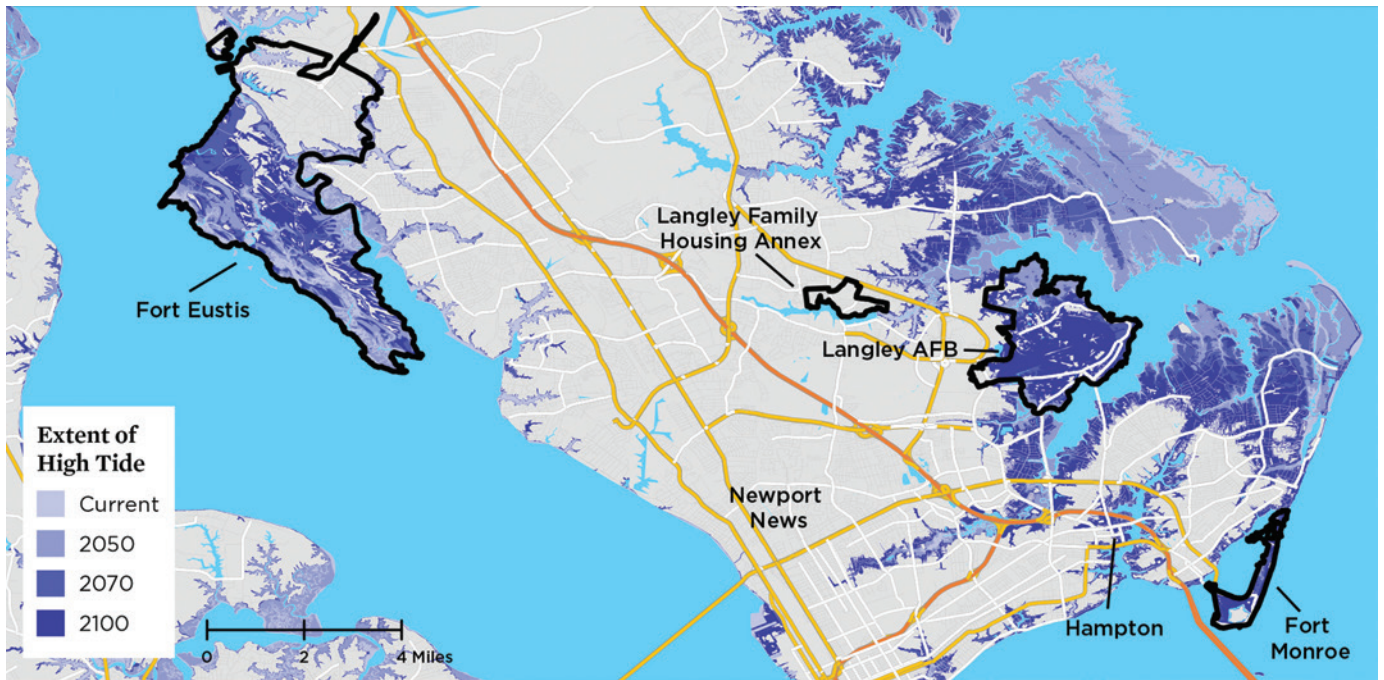 Langley Family
Housing Annex
Fort Eustis
Langley AFB
Extent of
High Tide
Current
2050
2070
2100
Newport
News
Hampton
Fort
Monroe
0 2 4 Miles